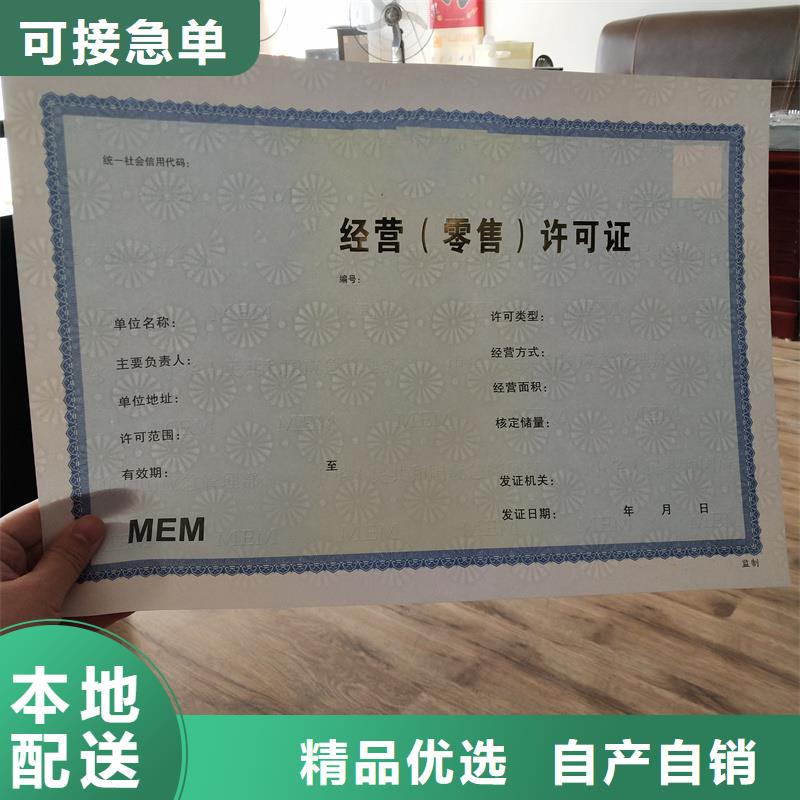 可接急单
统一社会信用代码:
经营（零售）许可证
编号:
单位名称:
许可类型:
主要负责人:
经营方式:
单位地址:
经营面积:
许可范围:
核定储量:
有效期: 至
发证机关:
发证日期: 年 月 日
MEM
监制
本地
配送
精品优选 自产自销